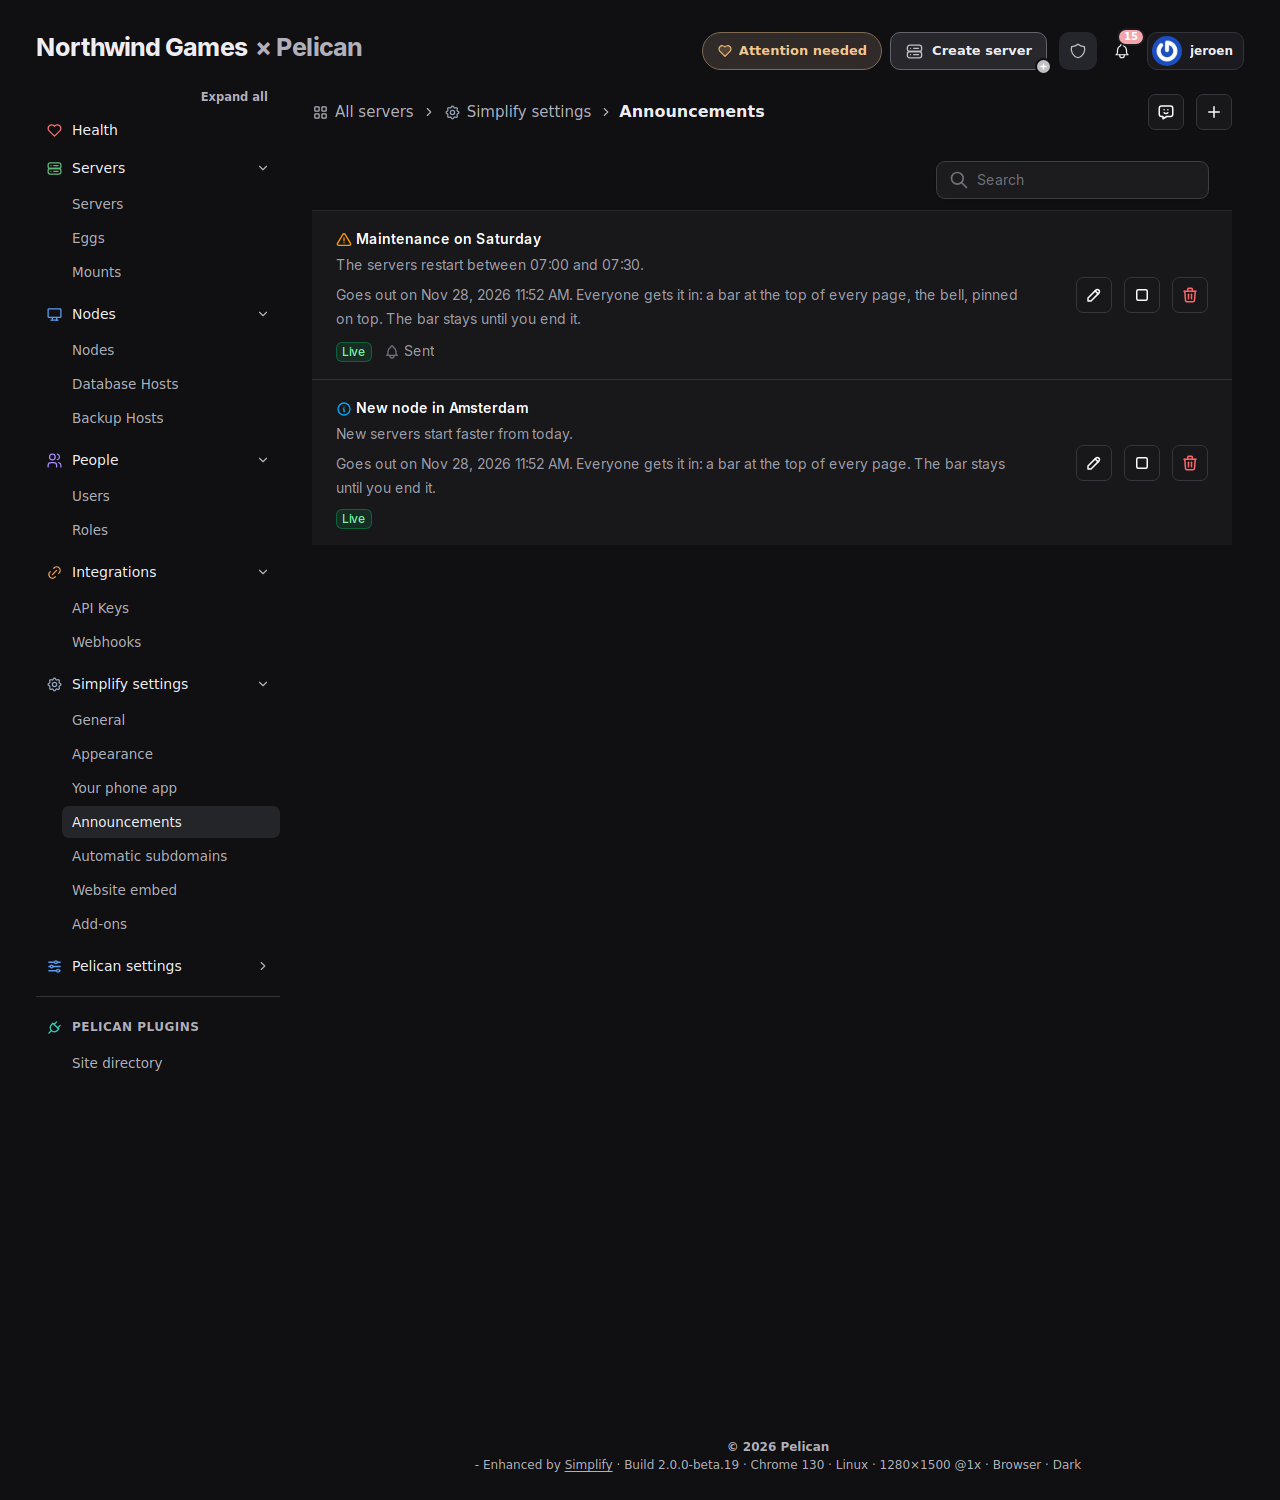 Northwind Games × Pelican
Attention needed
Create server
15
jeroen
Expand all
Health
Servers
Servers
Eggs
Mounts
Nodes
Nodes
Database Hosts
Backup Hosts
People
Users
Roles
Integrations
API Keys
Webhooks
Simplify settings
General
Appearance
Your phone app
Announcements
Automatic subdomains
Website embed
Add-ons
Pelican settings
PELICAN PLUGINS
Site directory
All servers > Simplify settings > Announcements
Search
Maintenance on Saturday
The servers restart between 07:00 and 07:30.
Goes out on Nov 28, 2026 11:52 AM. Everyone gets it in: a bar at the top of every page, the bell, pinned
on top. The bar stays until you end it.
Live Sent
New node in Amsterdam
New servers start faster from today.
Goes out on Nov 28, 2026 11:52 AM. Everyone gets it in: a bar at the top of every page. The bar stays
until you end it.
Live
© 2026 Pelican
- Enhanced by Simplify · Build 2.0.0-beta.19 · Chrome 130 · Linux · 1280×1500 @1x · Browser · Dark